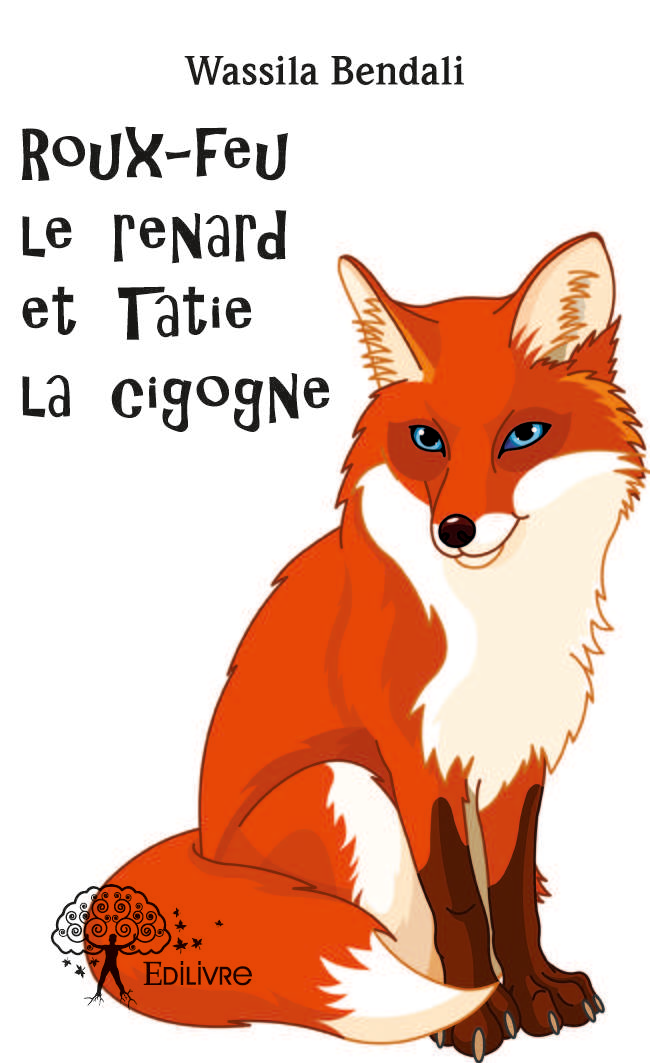 Wassila Bendali
Roux-Feu
Le renard
et Tatie
La cigogne
Edilivre